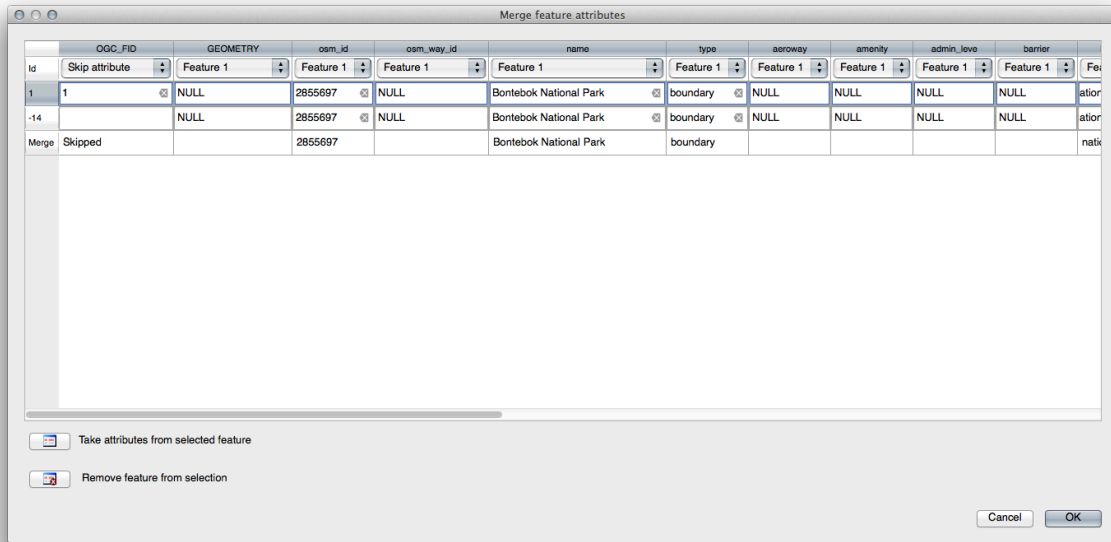 Merge feature attributes
OGC_FID GEOMETRY osm_id osm_way_id name type aeroway amenity admin_leve barrier
Id Skip attribute Feature 1 Feature 1 Feature 1 Feature 1 Feature 1 Feature 1 Feature 1 Feature 1 Feature 1 Fea
1 1 NULL 2855697 NULL Bontebok National Park boundary NULL NULL NULL NULL ation
-14 NULL 2855697 NULL Bontebok National Park boundary NULL NULL NULL NULL ation
Merge Skipped 2855697 Bontebok National Park boundary natio
Take attributes from selected feature
Remove feature from selection
Cancel OK